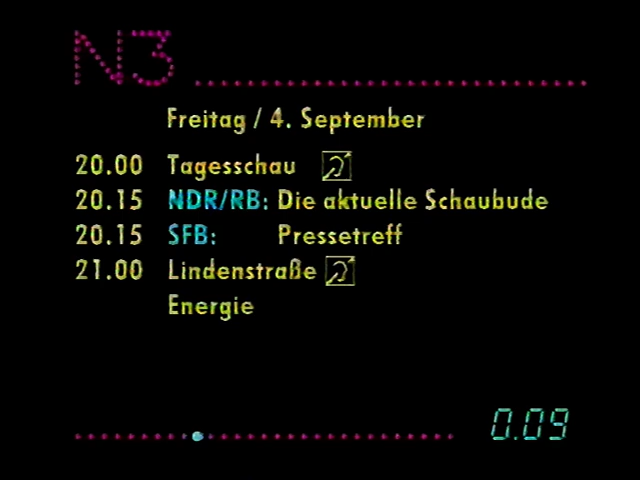 N3
Freitag / 4. September
20.00 Tagesschau
20.15 NDR/RB: Die aktuelle Schaubude
20.15 SFB: Pressetreff
21.00 Lindenstraße
Energie
0.09